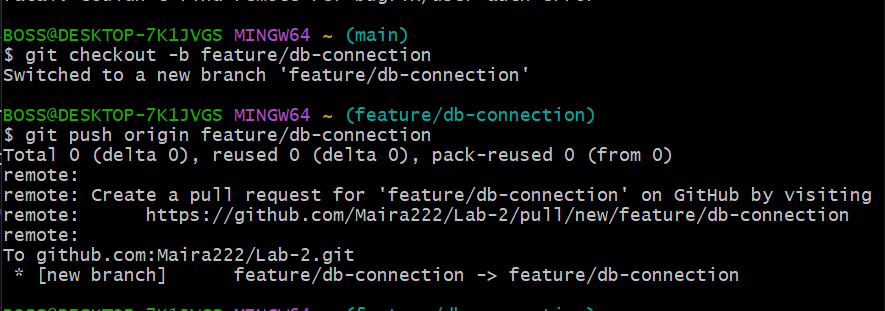 BOSS@DESKTOP-7K1JVGS MINGW64 ~ (main)
$ git checkout -b feature/db-connection
Switched to a new branch 'feature/db-connection'
BOSS@DESKTOP-7K1JVGS MINGW64 ~ (feature/db-connection)
$ git push origin feature/db-connection
Total 0 (delta 0), reused 0 (delta 0), pack-reused 0 (from 0)
remote:
remote: Create a pull request for 'feature/db-connection' on GitHub by visiting
remote:      https://github.com/Maira222/Lab-2/pull/new/feature/db-connection
remote:
To github.com:Maira222/Lab-2.git
 * [new branch]      feature/db-connection -> feature/db-connection